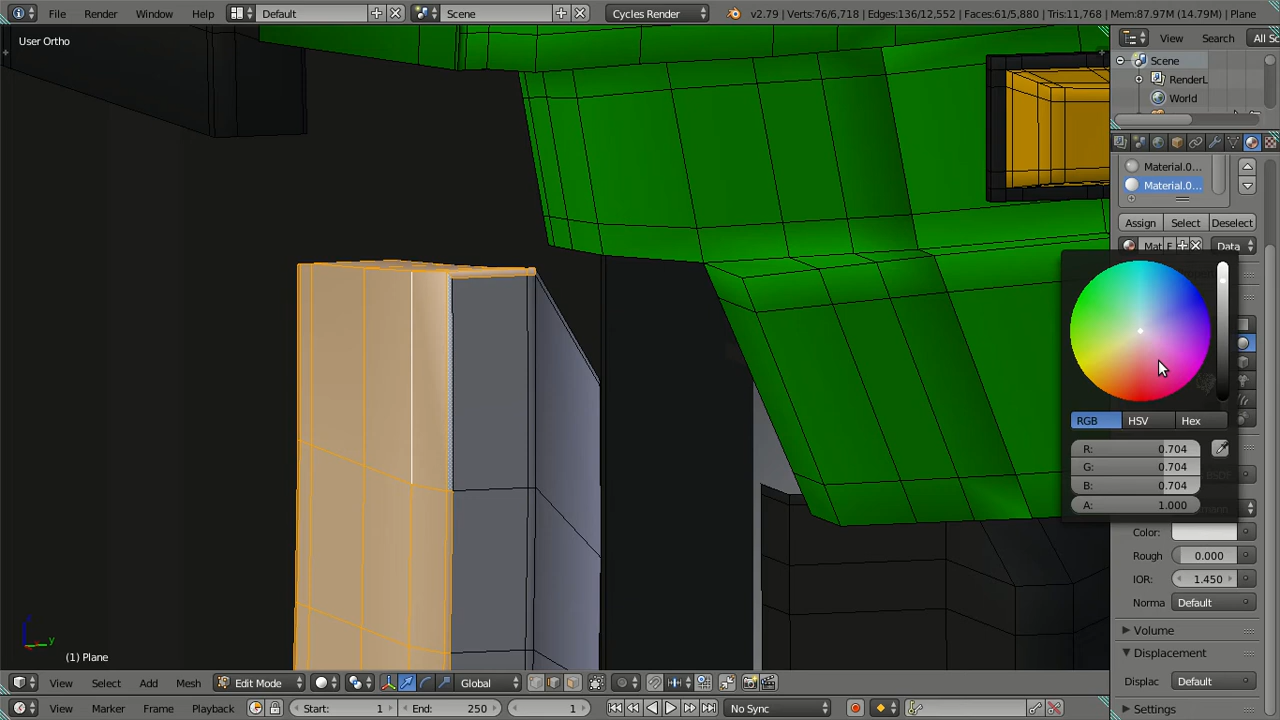 File Render Window Help Default Scene Cycles Render v2.79 | Verts:76/6,718 | Edges:136/12,552 | Faces:61/5,880 | Tris:11,768 | Mem:87.97M (14.79M) | Plane
User Ortho
View Search All Sc
Scene
RenderL
World
Material.0...
Material.0...
Assign Select Deselect
Mat F Data
RGB HSV Hex
R: 0.704
G: 0.704
B: 0.704
A: 1.000
Color:
Rough 0.000
IOR: 1.450
Norma Default
Volume
Displacement
Displac Default
Settings
(1) Plane
View Select Add Mesh Edit Mode Global
View Marker Frame Playback Start: 1 End: 250 1 No Sync